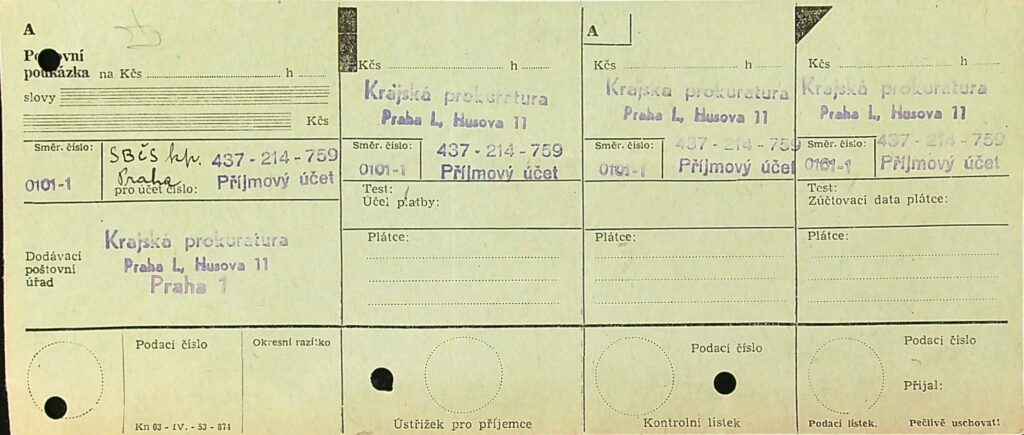 A
Poštovní
poukázka na Kčs h
slovy
Kčs
Směr. číslo:
0101-1
SBČS kp.
Praha
437-214-759
pro účet číslo: Příjmový účet
Dodávací
poštovní
úřad
Krajská prokuratura
Praha I., Husova 11
Praha 1
Podací číslo
Okresní razítko
Kn 03 - IV. - 53 - 874
Kčs h
Krajská prokuratura
Praha I., Husova 11
Směr. číslo:
0101-1
437-214-759
Příjmový účet
Test:
Účel platby:
Plátce:
Ústřižek pro příjemce
A
Kčs h
Krajská prokuratura
Praha I., Husova 11
Směr. číslo:
0101-1
437-214-759
Příjmový účet
Plátce:
Podací číslo
Kontrolní lístek
Kčs h
Krajská prokuratura
Praha I., Husova 11
Směr. číslo:
0101-1
437-214-759
Příjmový účet
Test:
Zúčtovací data plátce:
Plátce:
Podací číslo
Přijal:
Podací lístek. Pečlivě uschovat!